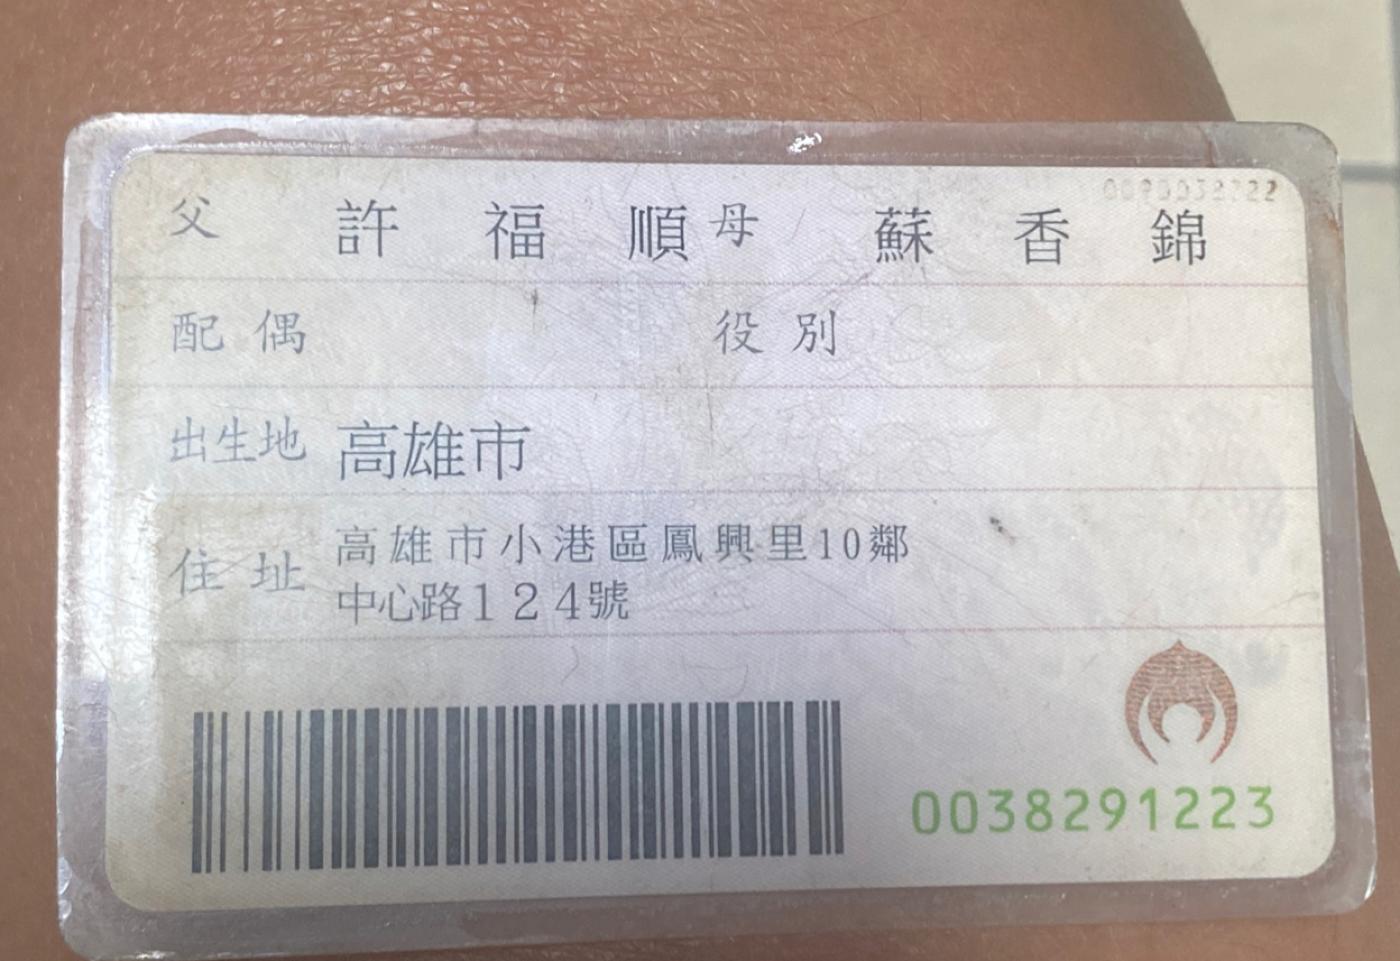 父 許福順 母 蘇香錦
配偶 役別
出生地 高雄市
住址 高雄市小港區鳳興里10鄰
中心路124號
0038291223